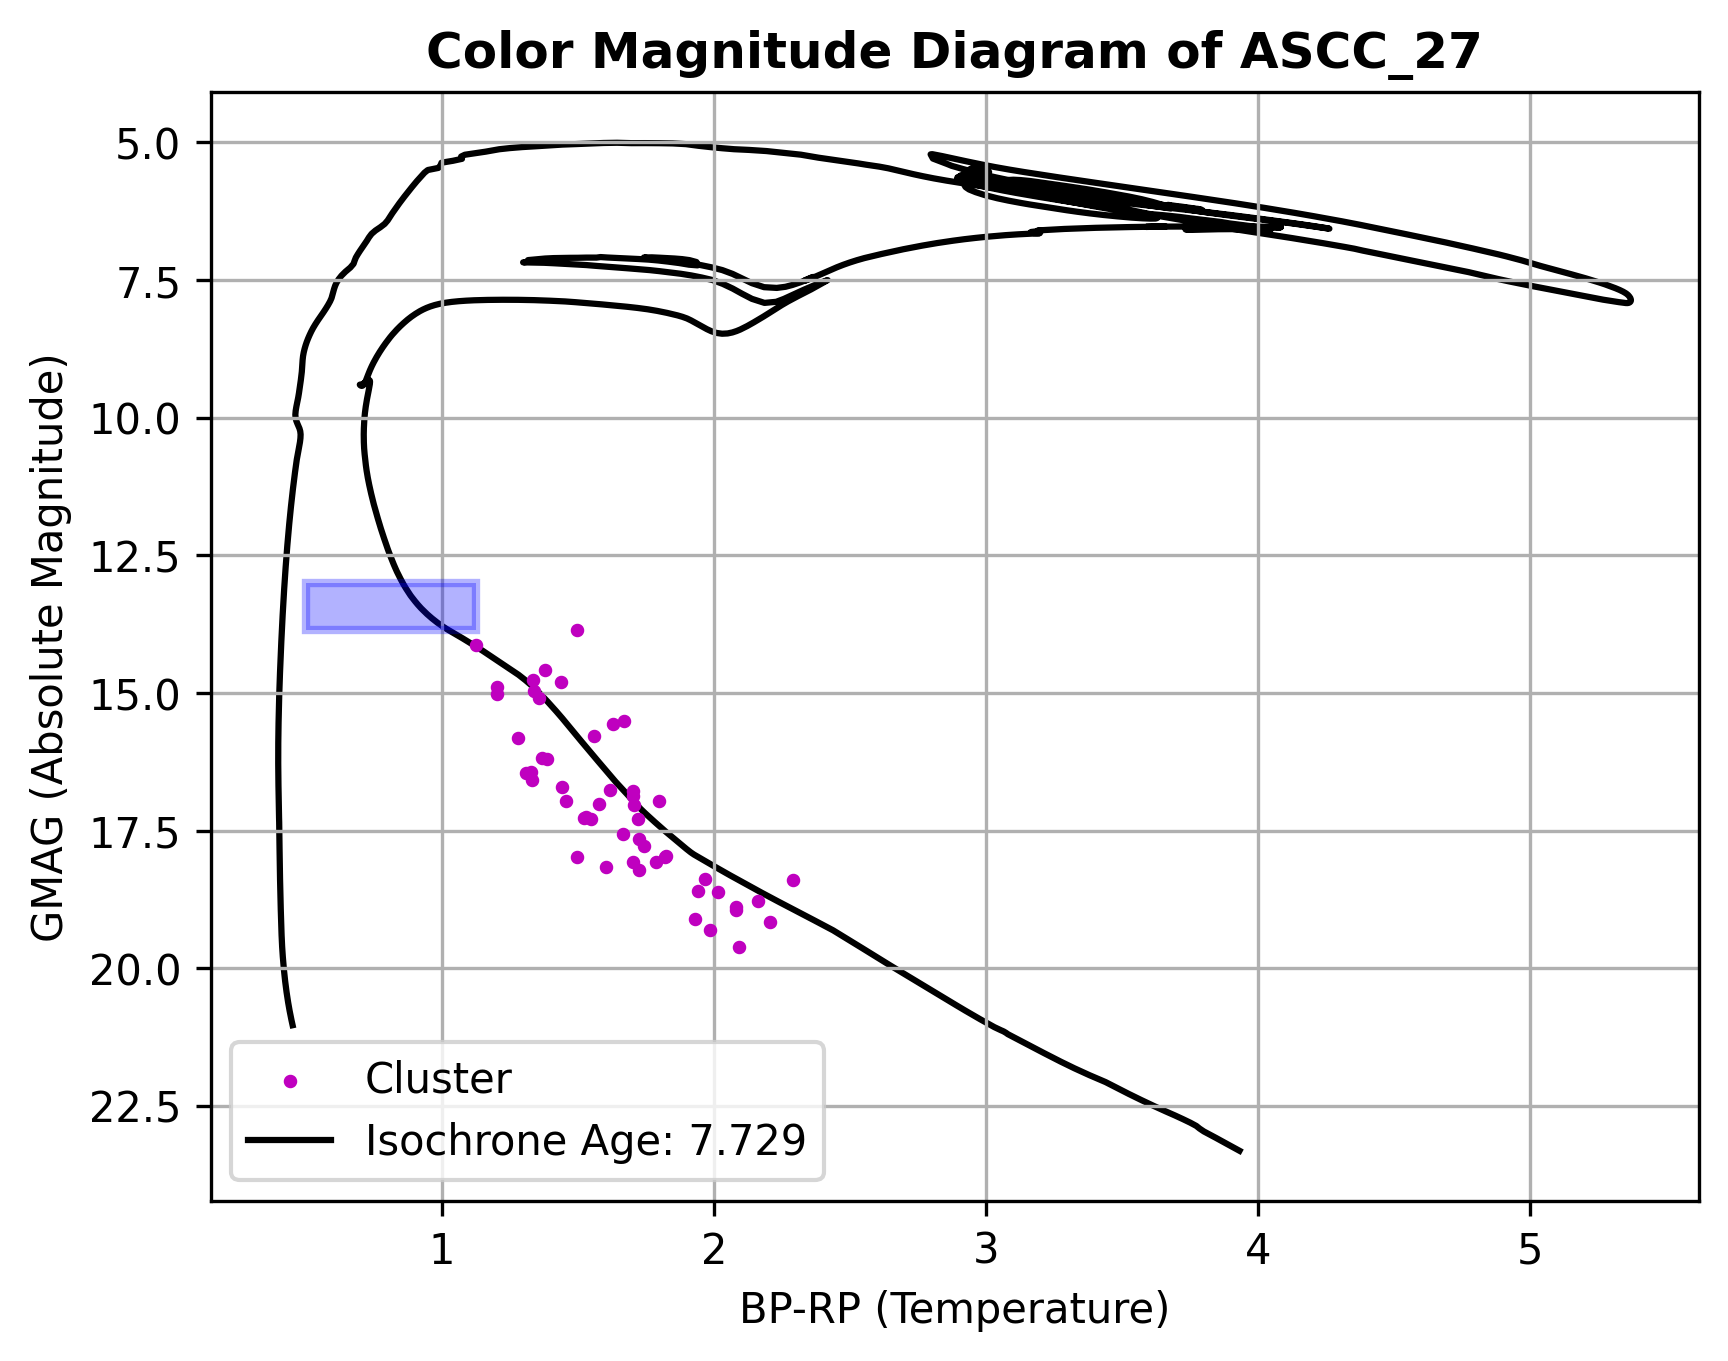 Color Magnitude Diagram of ASCC_27
GMAG (Absolute Magnitude)
5.0
7.5
10.0
12.5
15.0
17.5
20.0
22.5
Cluster
Isochrone Age: 7.729
1 2 3 4 5
BP-RP (Temperature)